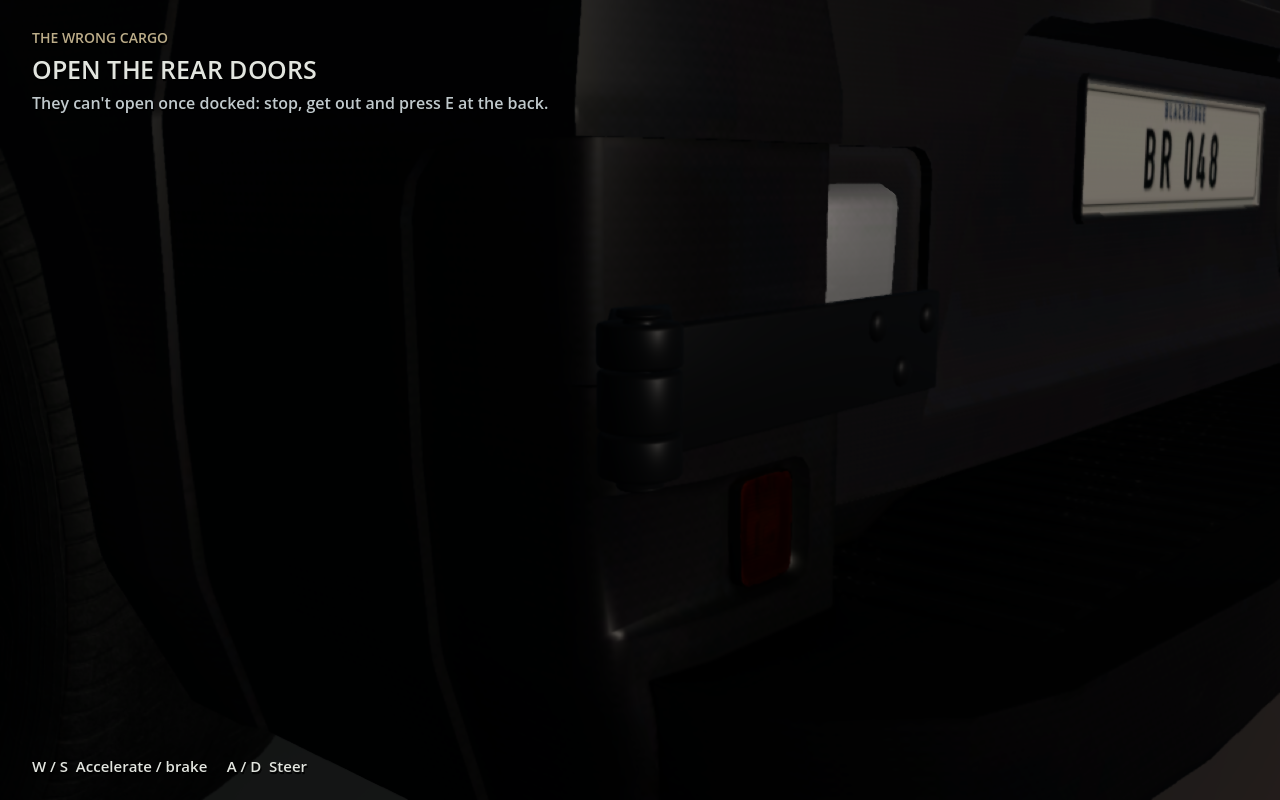 THE WRONG CARGO
OPEN THE REAR DOORS
They can't open once docked: stop, get out and press E at the back.
BLACKRIDGE
BR 048
W / S Accelerate / brake A / D Steer